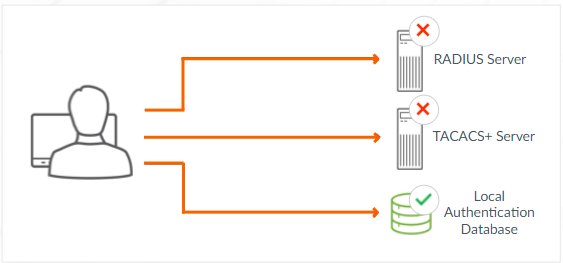 RADIUS Server
TACACS+ Server
Local
Authentication
Database